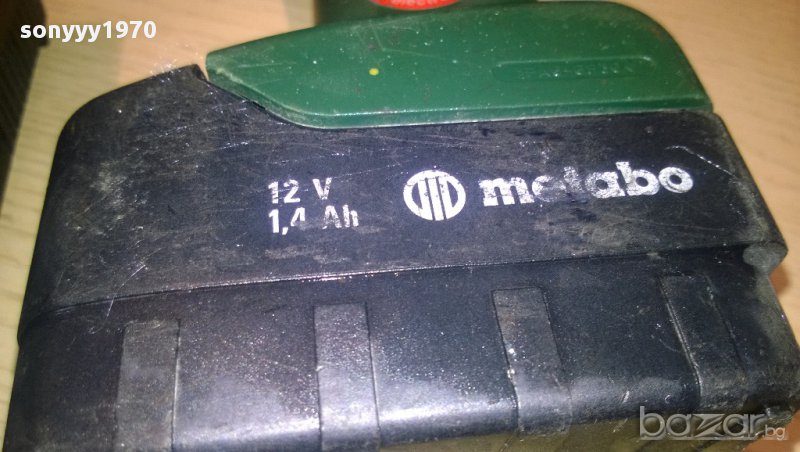 sonyyy1970
12 V
1,4 Ah
metabo
bazar.bg